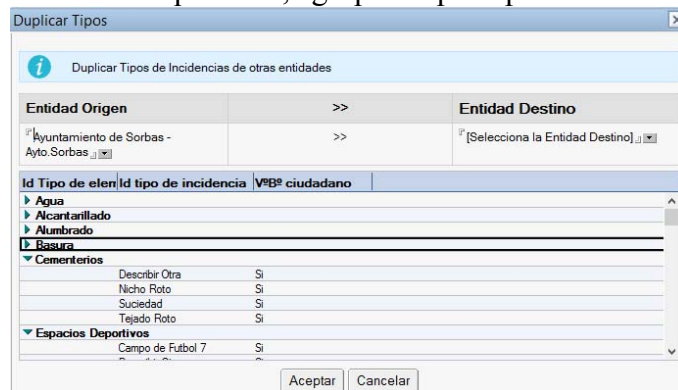 Duplicar Tipos
Duplicar Tipos de Incidencias de otras entidades
Entidad Origen >> Entidad Destino
Ayuntamiento de Sorbas - >> [Selecciona la Entidad Destino]
Ayto.Sorbas
Id Tipo de elen Id tipo de incidencia VºBº ciudadano
Agua
Alcantarillado
Alumbrado
Basura
Cementerios
Describir Otra Si
Nicho Roto Si
Suciedad Si
Tejado Roto Si
Espacios Deportivos
Campo de Futbol 7 Si
Aceptar Cancelar